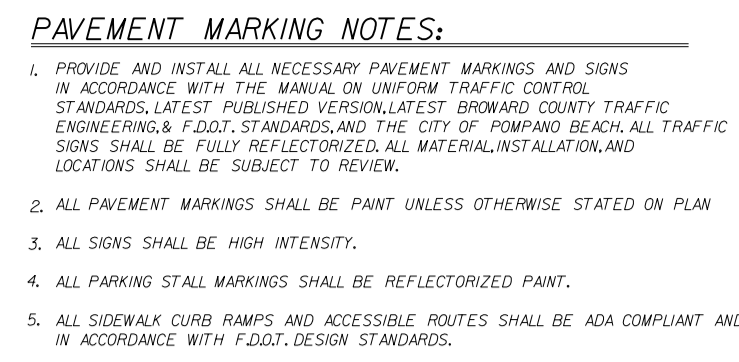 PAVEMENT MARKING NOTES:
1. PROVIDE AND INSTALL ALL NECESSARY PAVEMENT MARKINGS AND SIGNS
IN ACCORDANCE WITH THE MANUAL ON UNIFORM TRAFFIC CONTROL
STANDARDS, LATEST PUBLISHED VERSION, LATEST BROWARD COUNTY TRAFFIC
ENGINEERING, & F.D.O.T. STANDARDS, AND THE CITY OF POMPANO BEACH. ALL TRAFFIC
SIGNS SHALL BE FULLY REFLECTORIZED. ALL MATERIAL, INSTALLATION, AND
LOCATIONS SHALL BE SUBJECT TO REVIEW.
2. ALL PAVEMENT MARKINGS SHALL BE PAINT UNLESS OTHERWISE STATED ON PLAN
3. ALL SIGNS SHALL BE HIGH INTENSITY.
4. ALL PARKING STALL MARKINGS SHALL BE REFLECTORIZED PAINT.
5. ALL SIDEWALK CURB RAMPS AND ACCESSIBLE ROUTES SHALL BE ADA COMPLIANT AND
IN ACCORDANCE WITH F.D.O.T. DESIGN STANDARDS.